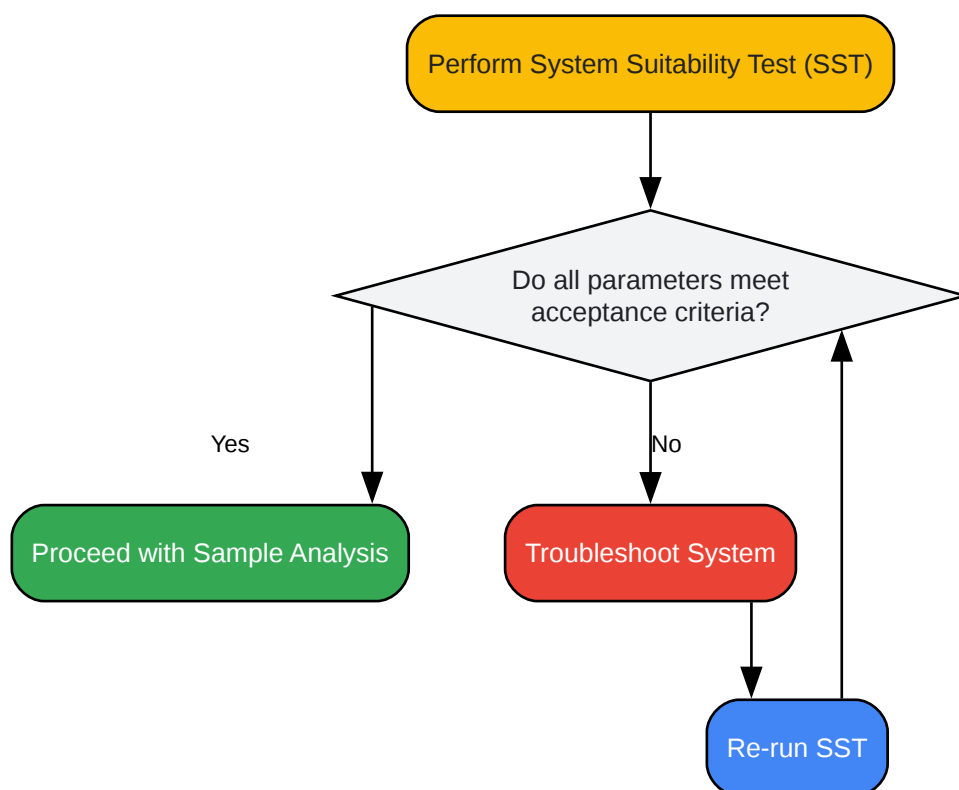 Perform System Suitability Test (SST)
Do all parameters meet
acceptance criteria?
Yes
No
Proceed with Sample Analysis
Troubleshoot System
Re-run SST